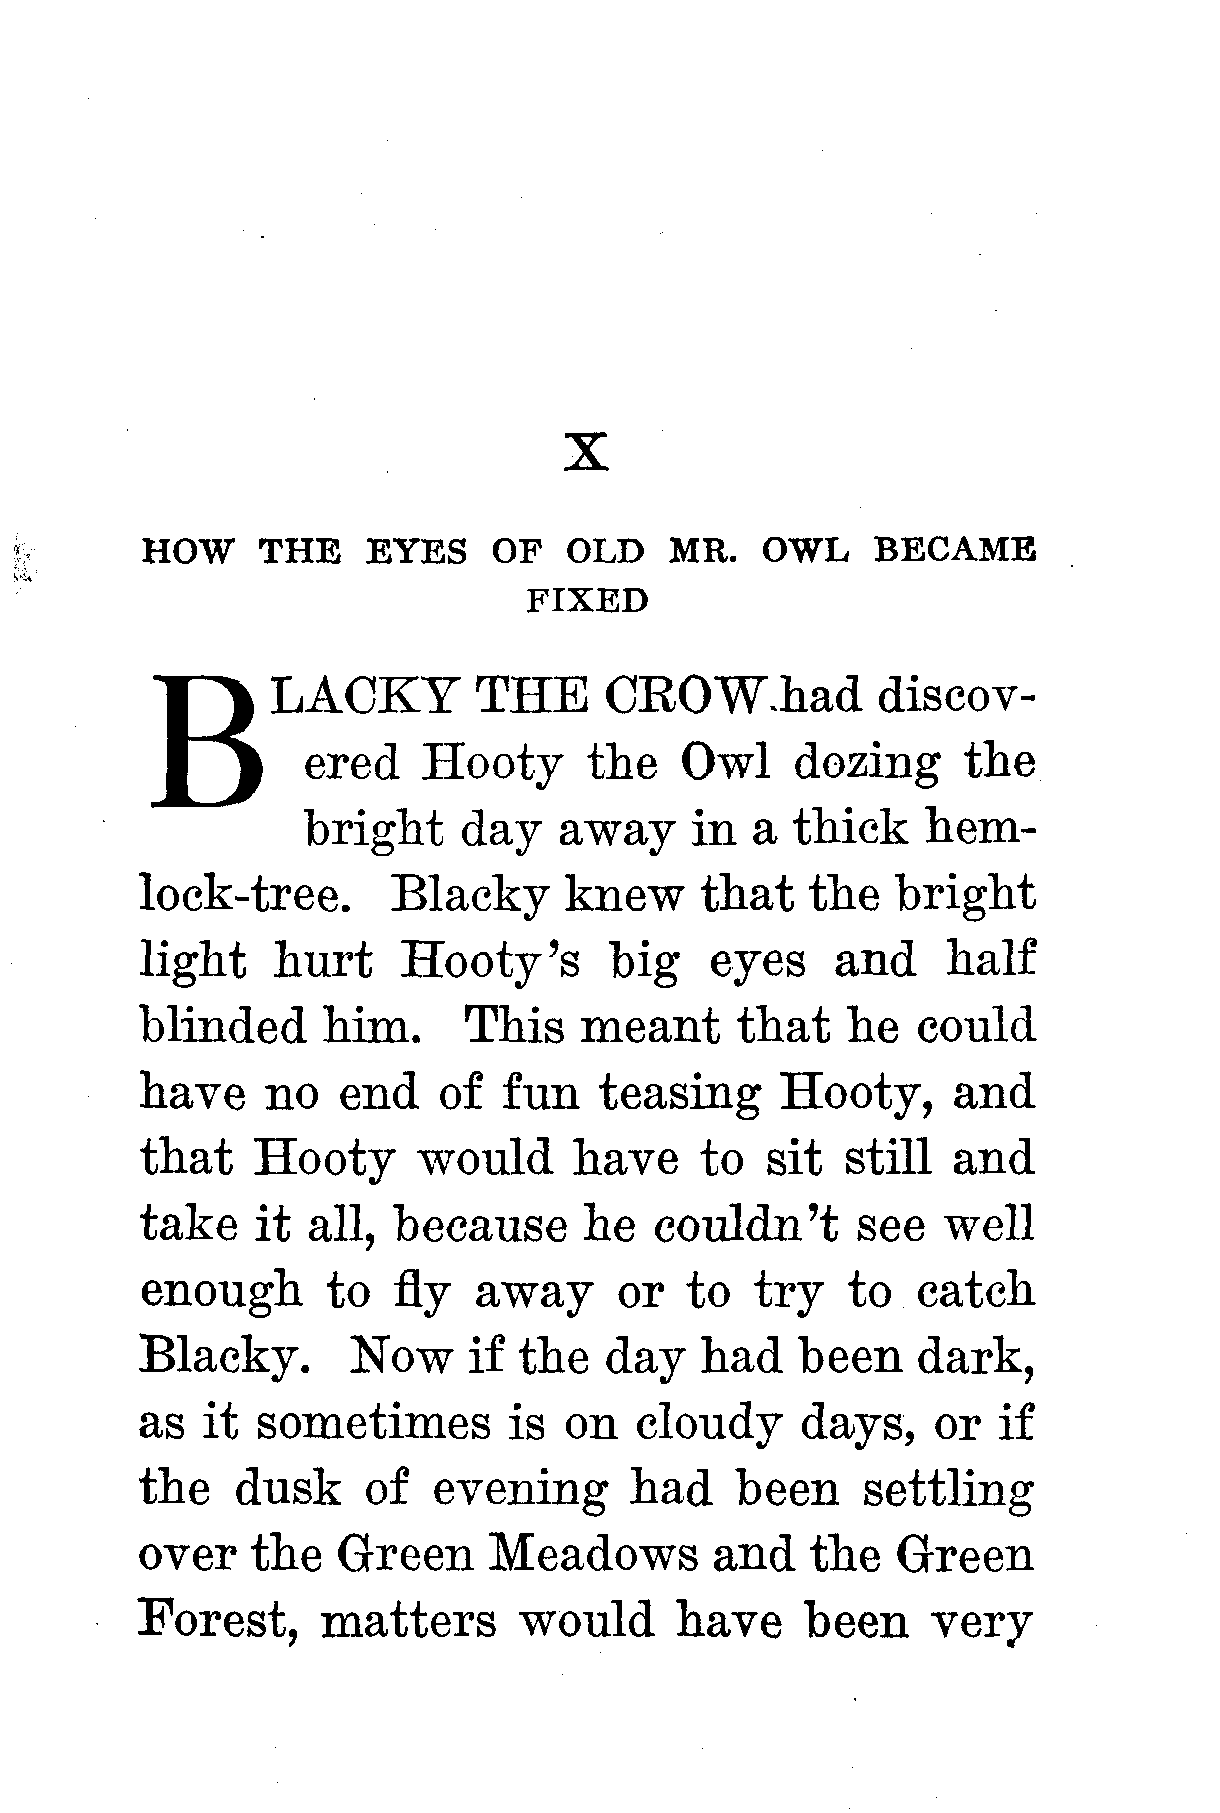 X
HOW THE EYES OF OLD MR. OWL BECAME
FIXED
BLACKY THE CROW had discov-
ered Hooty the Owl dozing the
bright day away in a thick hem-
lock-tree. Blacky knew that the bright
light hurt Hooty's big eyes and half
blinded him. This meant that he could
have no end of fun teasing Hooty, and
that Hooty would have to sit still and
take it all, because he couldn't see well
enough to fly away or to try to catch
Blacky. Now if the day had been dark,
as it sometimes is on cloudy days, or if
the dusk of evening had been settling
over the Green Meadows and the Green
Forest, matters would have been very